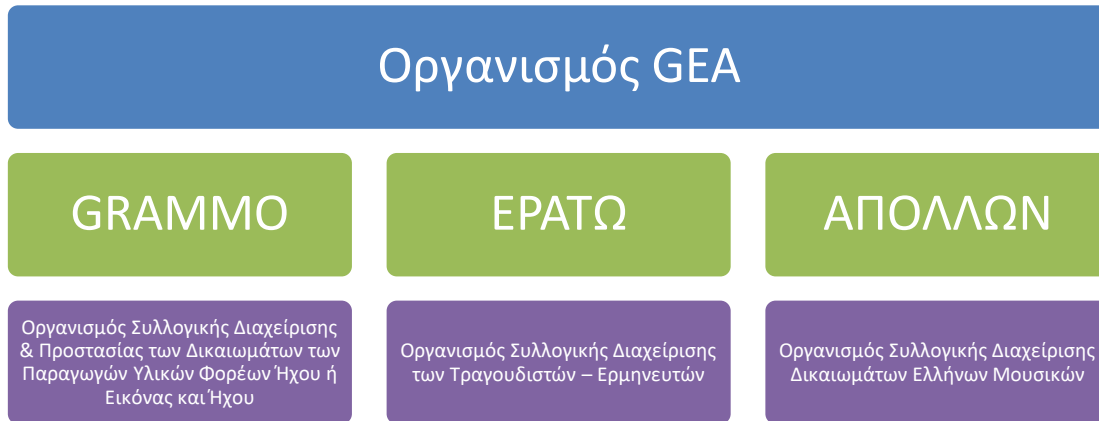 Οργανισμός GEA
GRAMMO
ΕΡΑΤΩ
ΑΠΟΛΛΩΝ
Οργανισμός Συλλογικής Διαχείρισης
& Προστασίας των Δικαιωμάτων των
Παραγωγών Υλικών Φορέων Ήχου ή
Εικόνας και Ήχου
Οργανισμός Συλλογικής Διαχείρισης
των Τραγουδιστών – Ερμηνευτών
Οργανισμός Συλλογικής Διαχείρισης
Δικαιωμάτων Ελλήνων Μουσικών